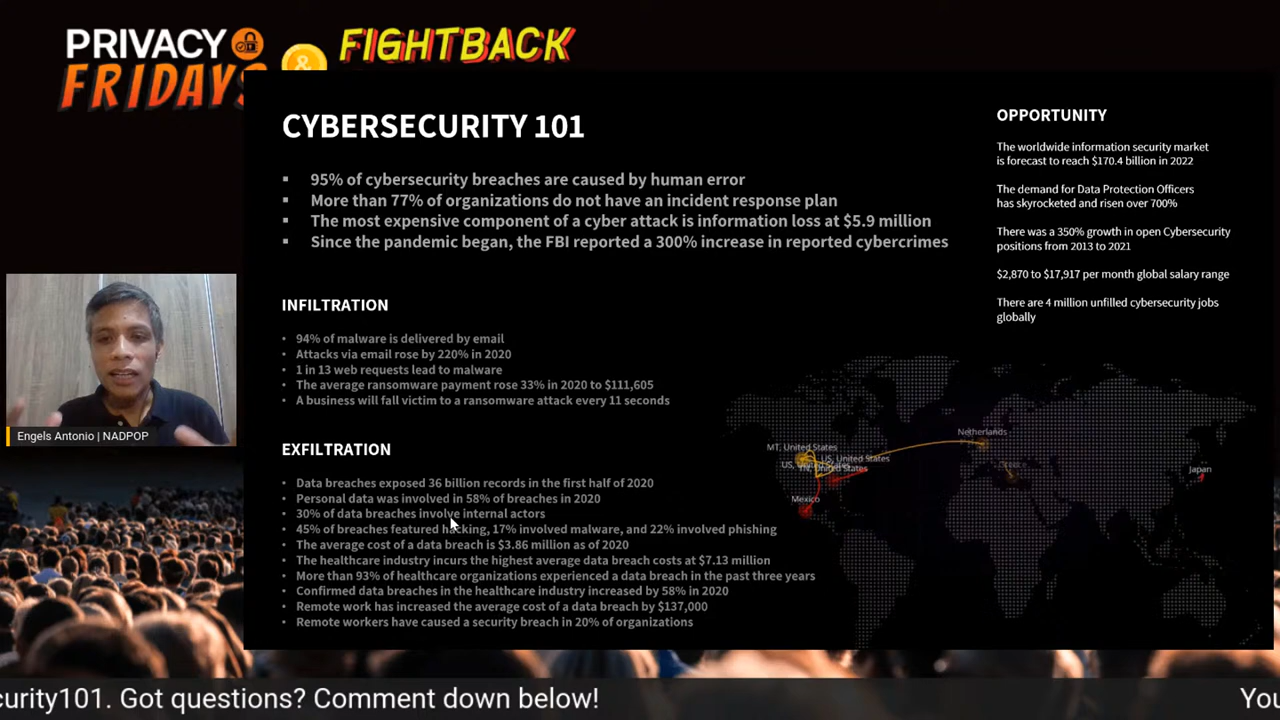 PRIVACY
FRIDAYS
&
FIGHTBACK
CYBERSECURITY 101
▪ 95% of cybersecurity breaches are caused by human error
▪ More than 77% of organizations do not have an incident response plan
▪ The most expensive component of a cyber attack is information loss at $5.9 million
▪ Since the pandemic began, the FBI reported a 300% increase in reported cybercrimes
INFILTRATION
• 94% of malware is delivered by email
• Attacks via email rose by 220% in 2020
• 1 in 13 web requests lead to malware
• The average ransomware payment rose 33% in 2020 to $111,605
• A business will fall victim to a ransomware attack every 11 seconds
EXFILTRATION
• Data breaches exposed 36 billion records in the first half of 2020
• Personal data was involved in 58% of breaches in 2020
• 30% of data breaches involve internal actors
• 45% of breaches featured hacking, 17% involved malware, and 22% involved phishing
• The average cost of a data breach is $3.86 million as of 2020
• The healthcare industry incurs the highest average data breach costs at $7.13 million
• More than 93% of healthcare organizations experienced a data breach in the past three years
• Confirmed data breaches in the healthcare industry increased by 58% in 2020
• Remote work has increased the average cost of a data breach by $137,000
• Remote workers have caused a security breach in 20% of organizations
OPPORTUNITY
The worldwide information security market
is forecast to reach $170.4 billion in 2022
The demand for Data Protection Officers
has skyrocketed and risen over 700%
There was a 350% growth in open Cybersecurity
positions from 2013 to 2021
$2,870 to $17,917 per month global salary range
There are 4 million unfilled cybersecurity jobs
globally
Netherlands
MT, United States
US, United States
United States
Greece
Japan
Mexico
Engels Antonio | NADPOP
curity101. Got questions? Comment down below!
You